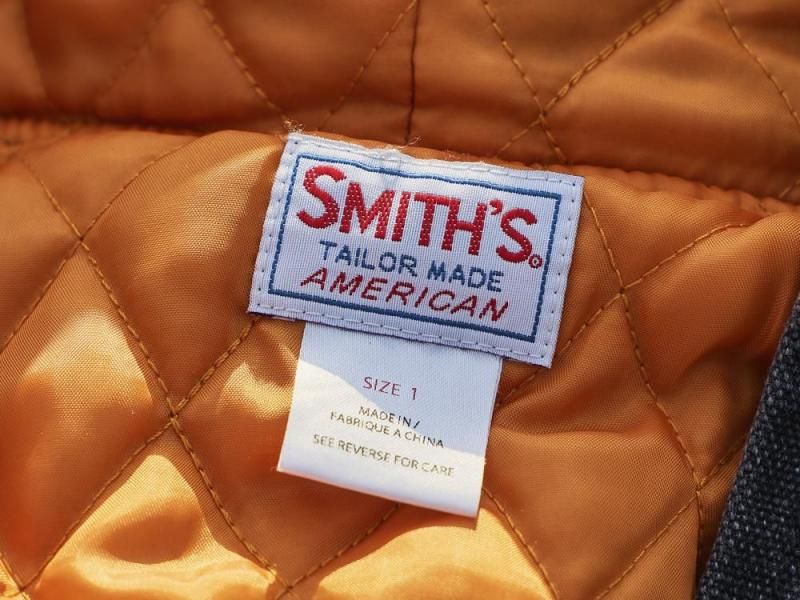 SMITH'S®
TAILOR MADE
AMERICAN
SIZE 1
MADE IN /
FABRIQUE A CHINA
SEE REVERSE FOR CARE